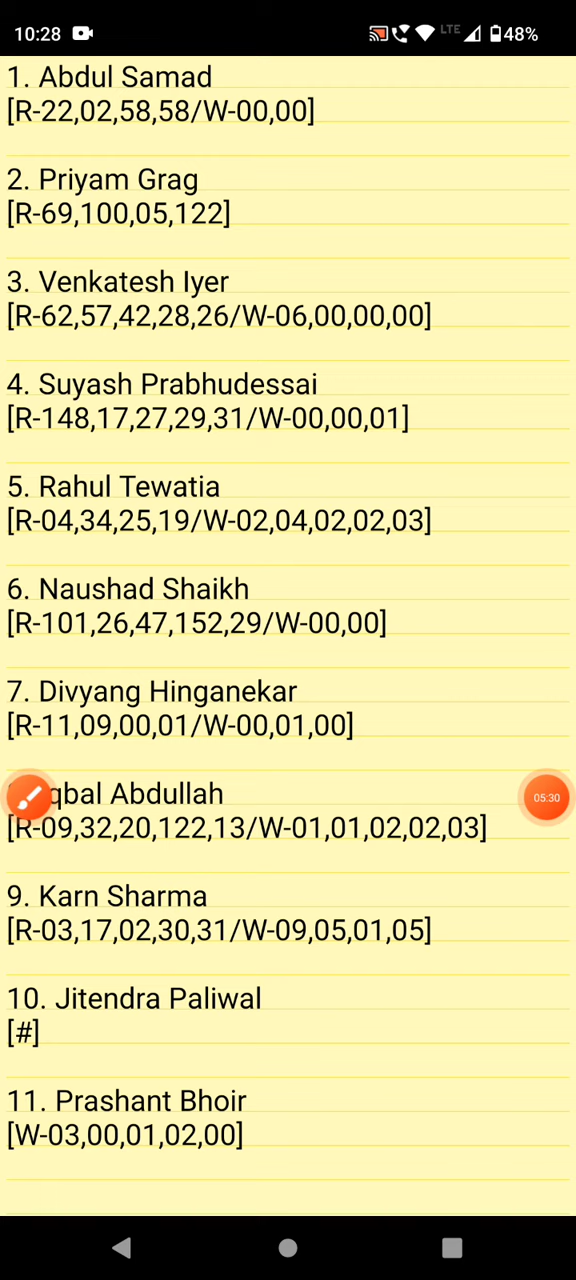 10:28 LTE 48%
1. Abdul Samad
[R-22,02,58,58/W-00,00]
2. Priyam Grag
[R-69,100,05,122]
3. Venkatesh Iyer
[R-62,57,42,28,26/W-06,00,00,00]
4. Suyash Prabhudessai
[R-148,17,27,29,31/W-00,00,01]
5. Rahul Tewatia
[R-04,34,25,19/W-02,04,02,02,03]
6. Naushad Shaikh
[R-101,26,47,152,29/W-00,00]
7. Divyang Hinganekar
[R-11,09,00,01/W-00,01,00]
qbal Abdullah
05:30
[R-09,32,20,122,13/W-01,01,02,02,03]
9. Karn Sharma
[R-03,17,02,30,31/W-09,05,01,05]
10. Jitendra Paliwal
[#]
11. Prashant Bhoir
[W-03,00,01,02,00]